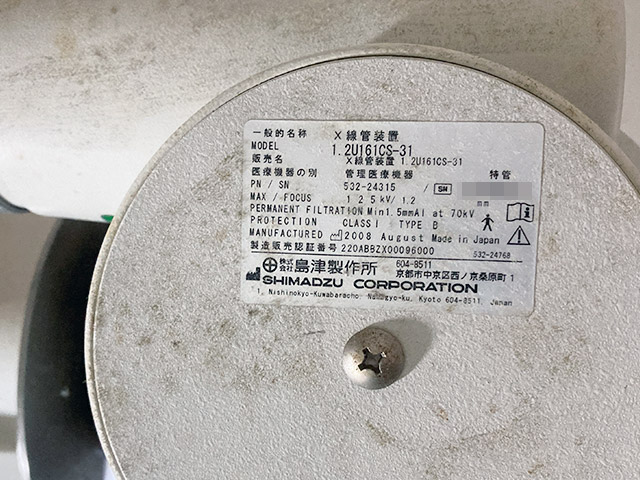 一般的名称 X線管装置
MODEL 1.2U161CS-31
販売名 X線管装置 1.2U161CS-31
医療機器の別 管理医療機器 特管
PN / SN 532-24315 / SN
MAX / FOCUS 125kV/ 1.2 mm
PERMANENT FILTRATION Min1.5mmAl at 70kV
PROTECTION CLASS I TYPE B
MANUFACTURED 2008 August Made in Japan
製造販売認証番号 220ABBZX00096000 532-24768
株式会社 島津製作所 604-8511 京都市中京区西ノ京桑原町1
SHIMADZU CORPORATION
1, Nishinokyo-Kuwabaracho, Nakagyo-ku, Kyoto 604-8511 Japan